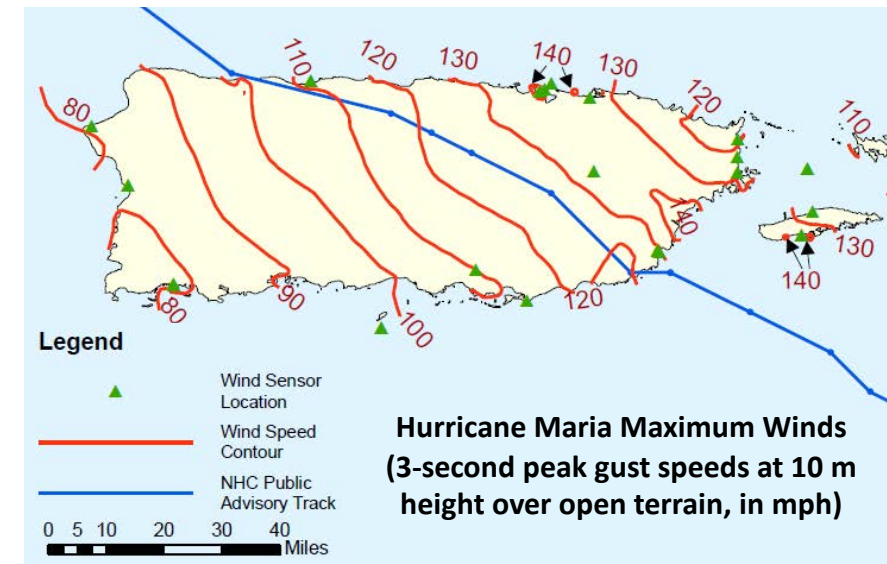 110
120
130
140
130
120
80
110
140
130
140
80
90
100
120
Legend
Wind Sensor
Location
Wind Speed
Contour
NHC Public
Advisory Track
0 5 10 20 30 40
Miles
Hurricane Maria Maximum Winds
(3-second peak gust speeds at 10 m
height over open terrain, in mph)